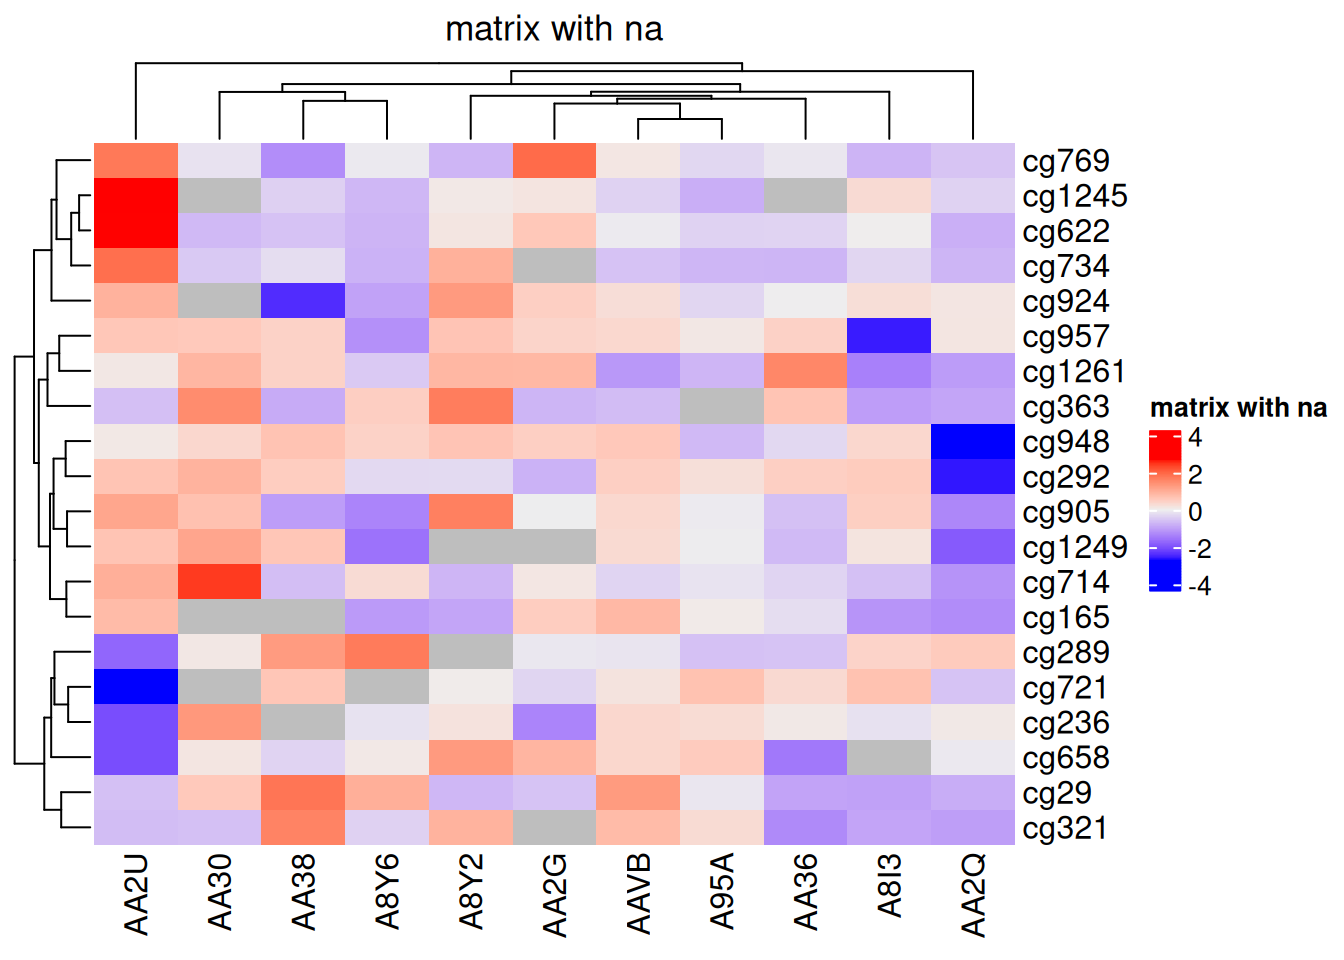 matrix with na
cg769
cg1245
cg622
cg734
cg924
cg957
cg1261
cg363
cg948
cg292
cg905
cg1249
cg714
cg165
cg289
cg721
cg236
cg658
cg29
cg321
matrix with na
4
2
0
-2
-4
AA2U
AA30
AA38
A8Y6
A8Y2
AA2G
AAVB
A95A
AA36
A8I3
AA2Q